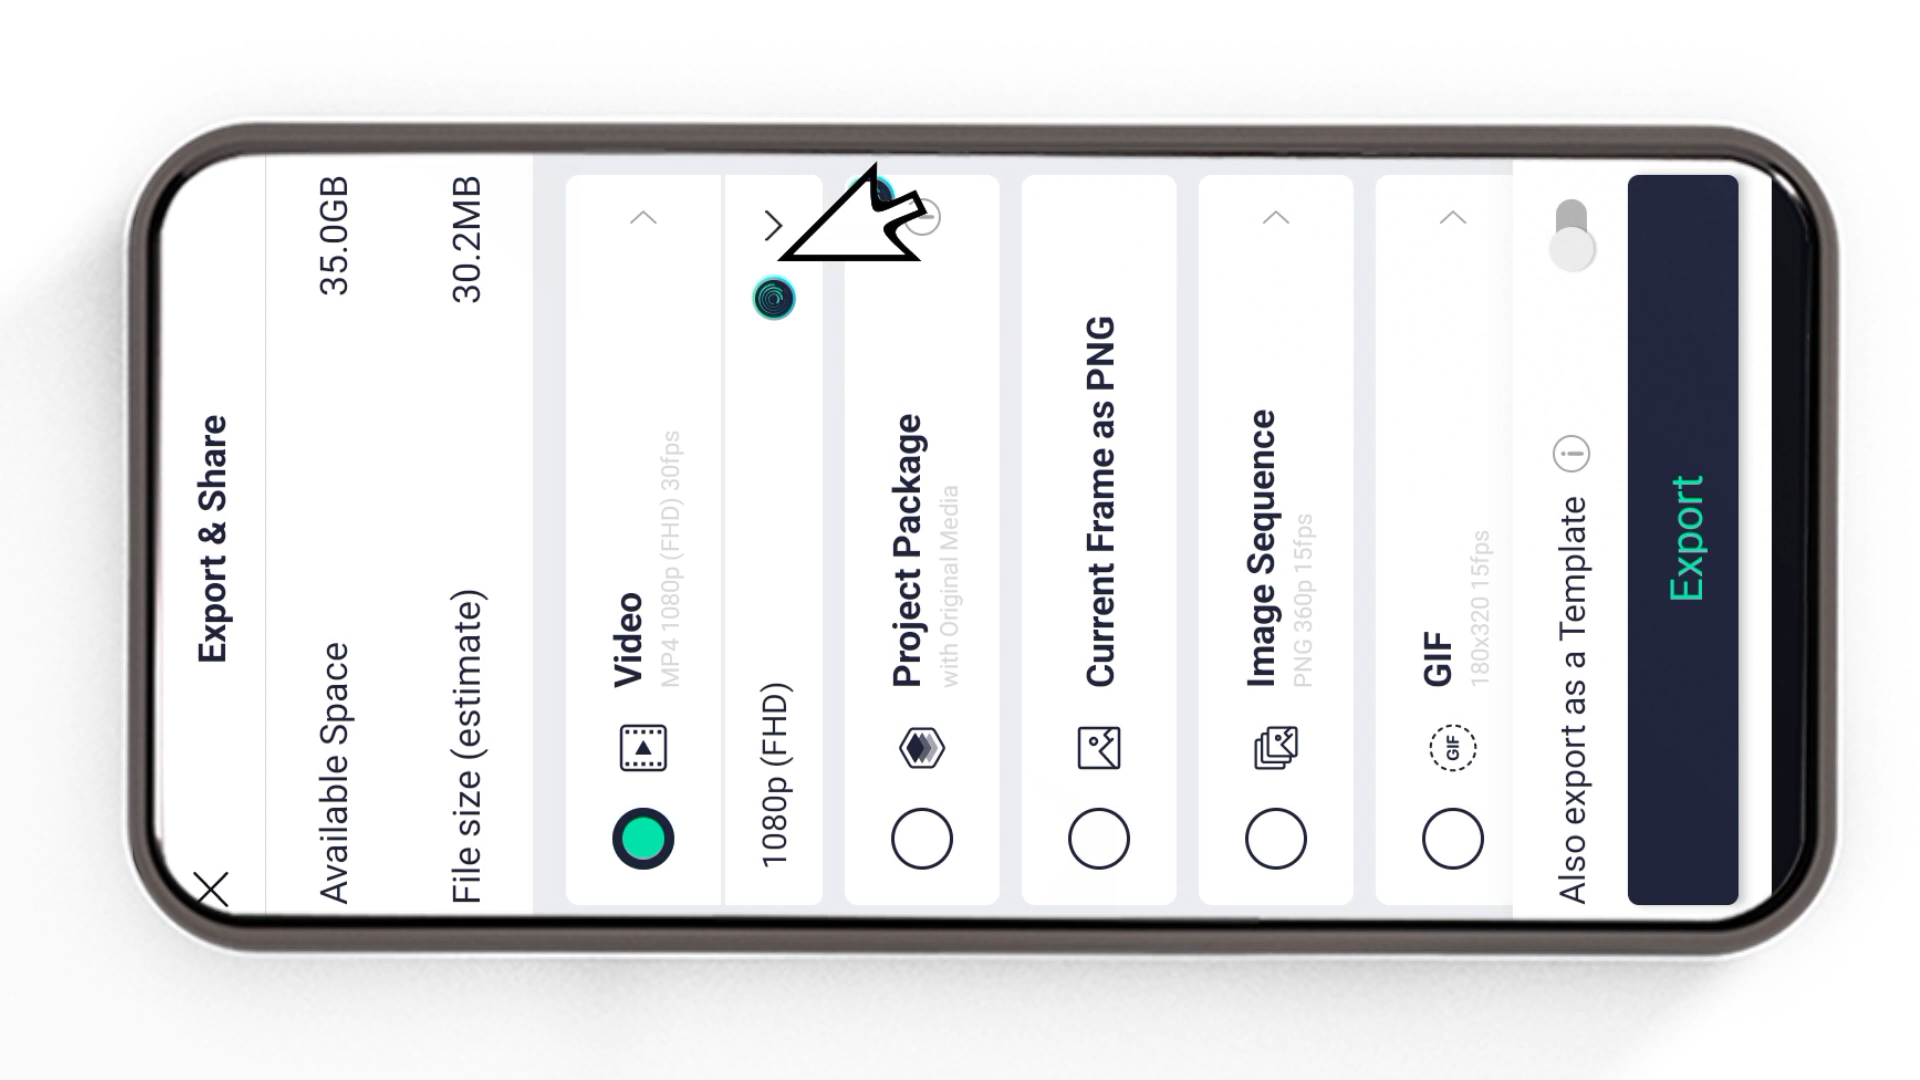 Export & Share
Available Space 35.0GB
File size (estimate) 30.2MB
Video
MP4 1080p (FHD) 30fps
1080p (FHD)
Project Package
with Original Media
Current Frame as PNG
Image Sequence
PNG 360p 15fps
GIF
GIF
180x320 15fps
Also export as a Template
Export